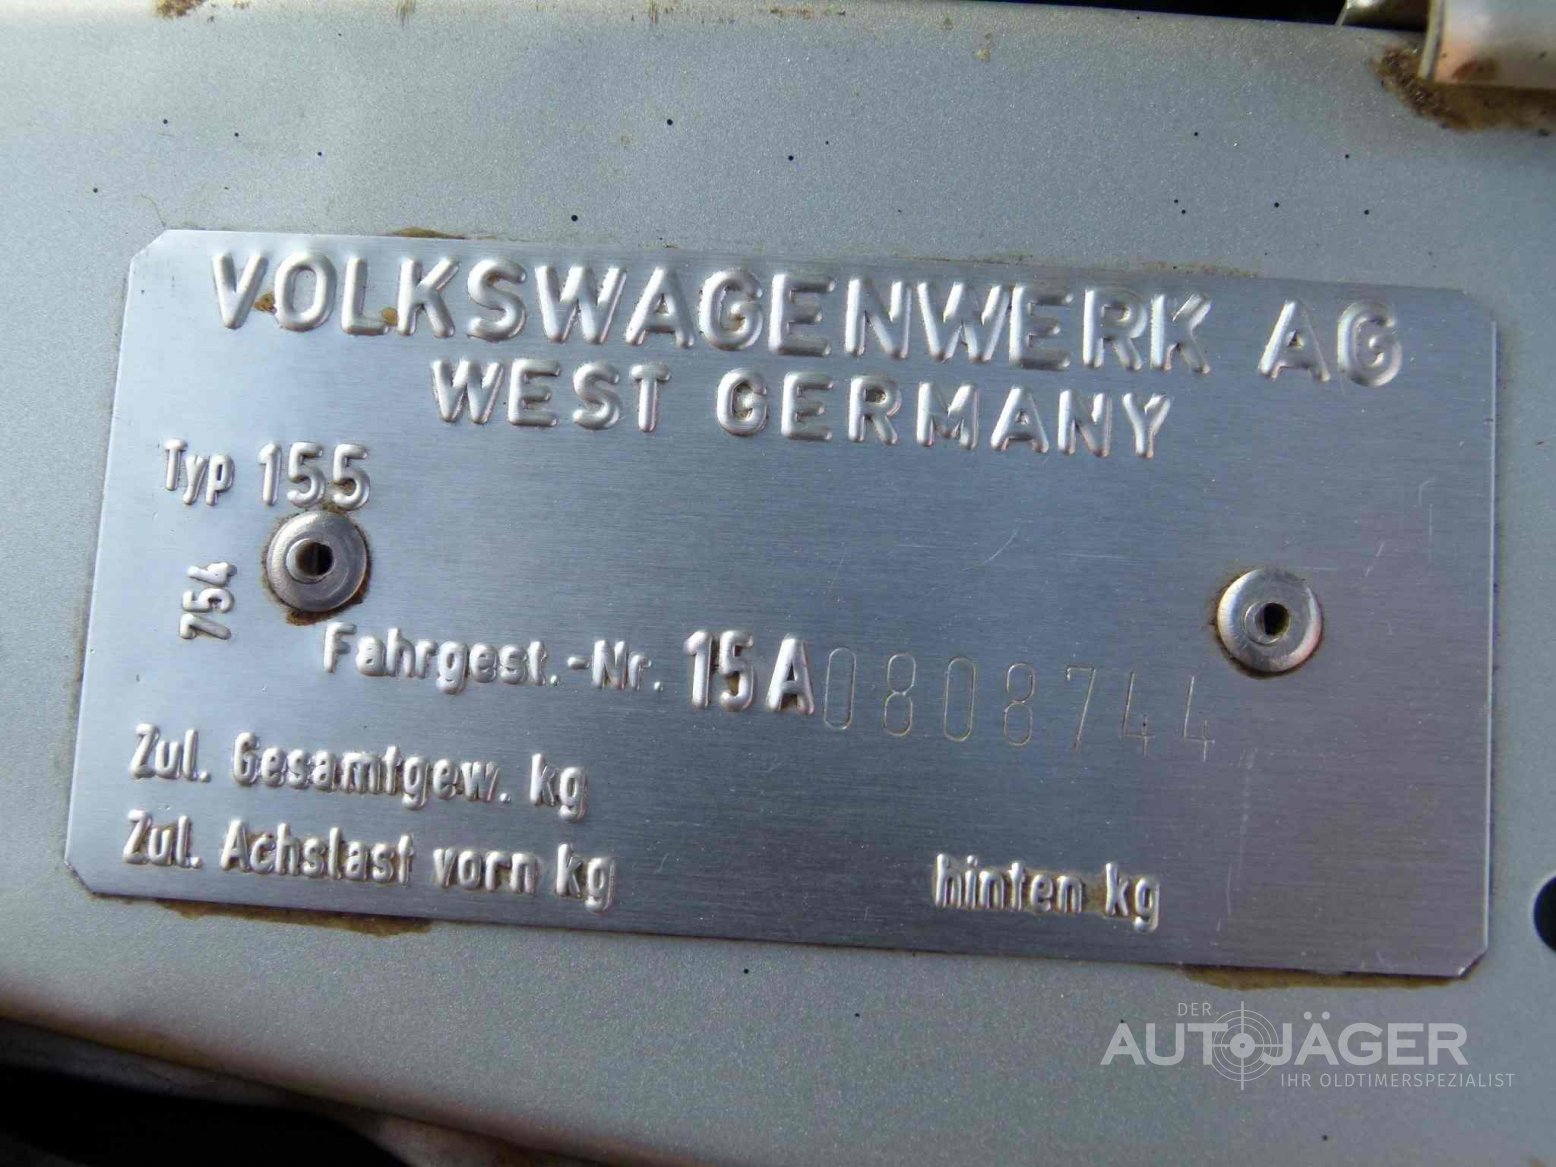 VOLKSWAGENWERK AG
WEST GERMANY
Typ 155
754
Fahrgest.-Nr. 15A0808744
Zul. Gesamtgew. kg
Zul. Achslast vorn kg hinten kg
DER
AUTOJÄGER
IHR OLDTIMERSPEZIALIST